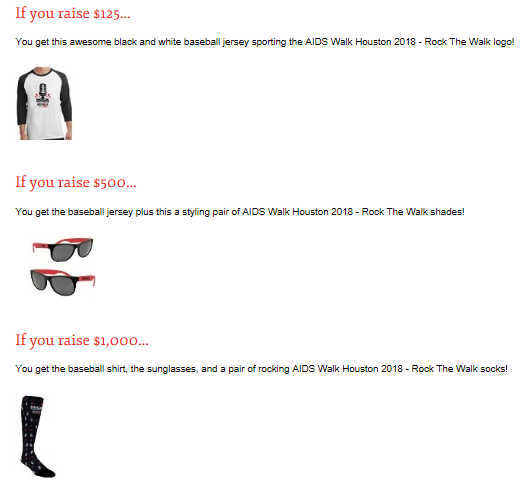 If you raise $125...
You get this awesome black and white baseball jersey sporting the AIDS Walk Houston 2018 - Rock The Walk logo!
If you raise $500...
You get the baseball jersey plus this a styling pair of AIDS Walk Houston 2018 - Rock The Walk shades!
If you raise $1,000...
You get the baseball shirt, the sunglasses, and a pair of rocking AIDS Walk Houston 2018 - Rock The Walk socks!